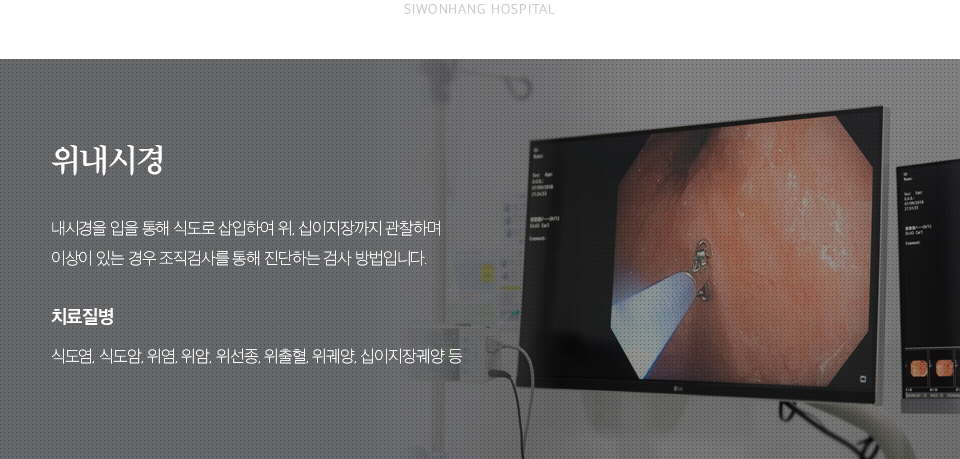 SIWONHANG HOSPITAL
위내시경
내시경을 입을 통해 식도로 삽입하여 위, 십이지장까지 관찰하며
이상이 있는 경우 조직검사를 통해 진단하는 검사 방법입니다.
치료질병
식도염, 식도암, 위염, 위암, 위선종, 위출혈, 위궤양, 십이지장궤양 등
LG